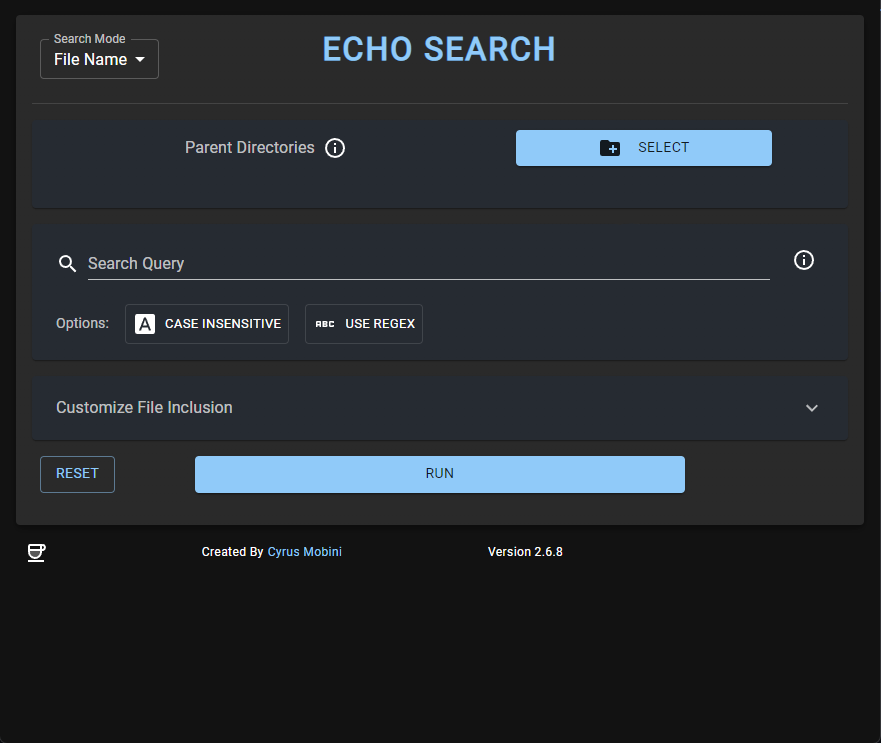 Search Mode
File Name
ECHO SEARCH
Parent Directories
SELECT
Search Query
Options:
A CASE INSENSITIVE
ABC USE REGEX
Customize File Inclusion
RESET
RUN
Created By Cyrus Mobini
Version 2.6.8